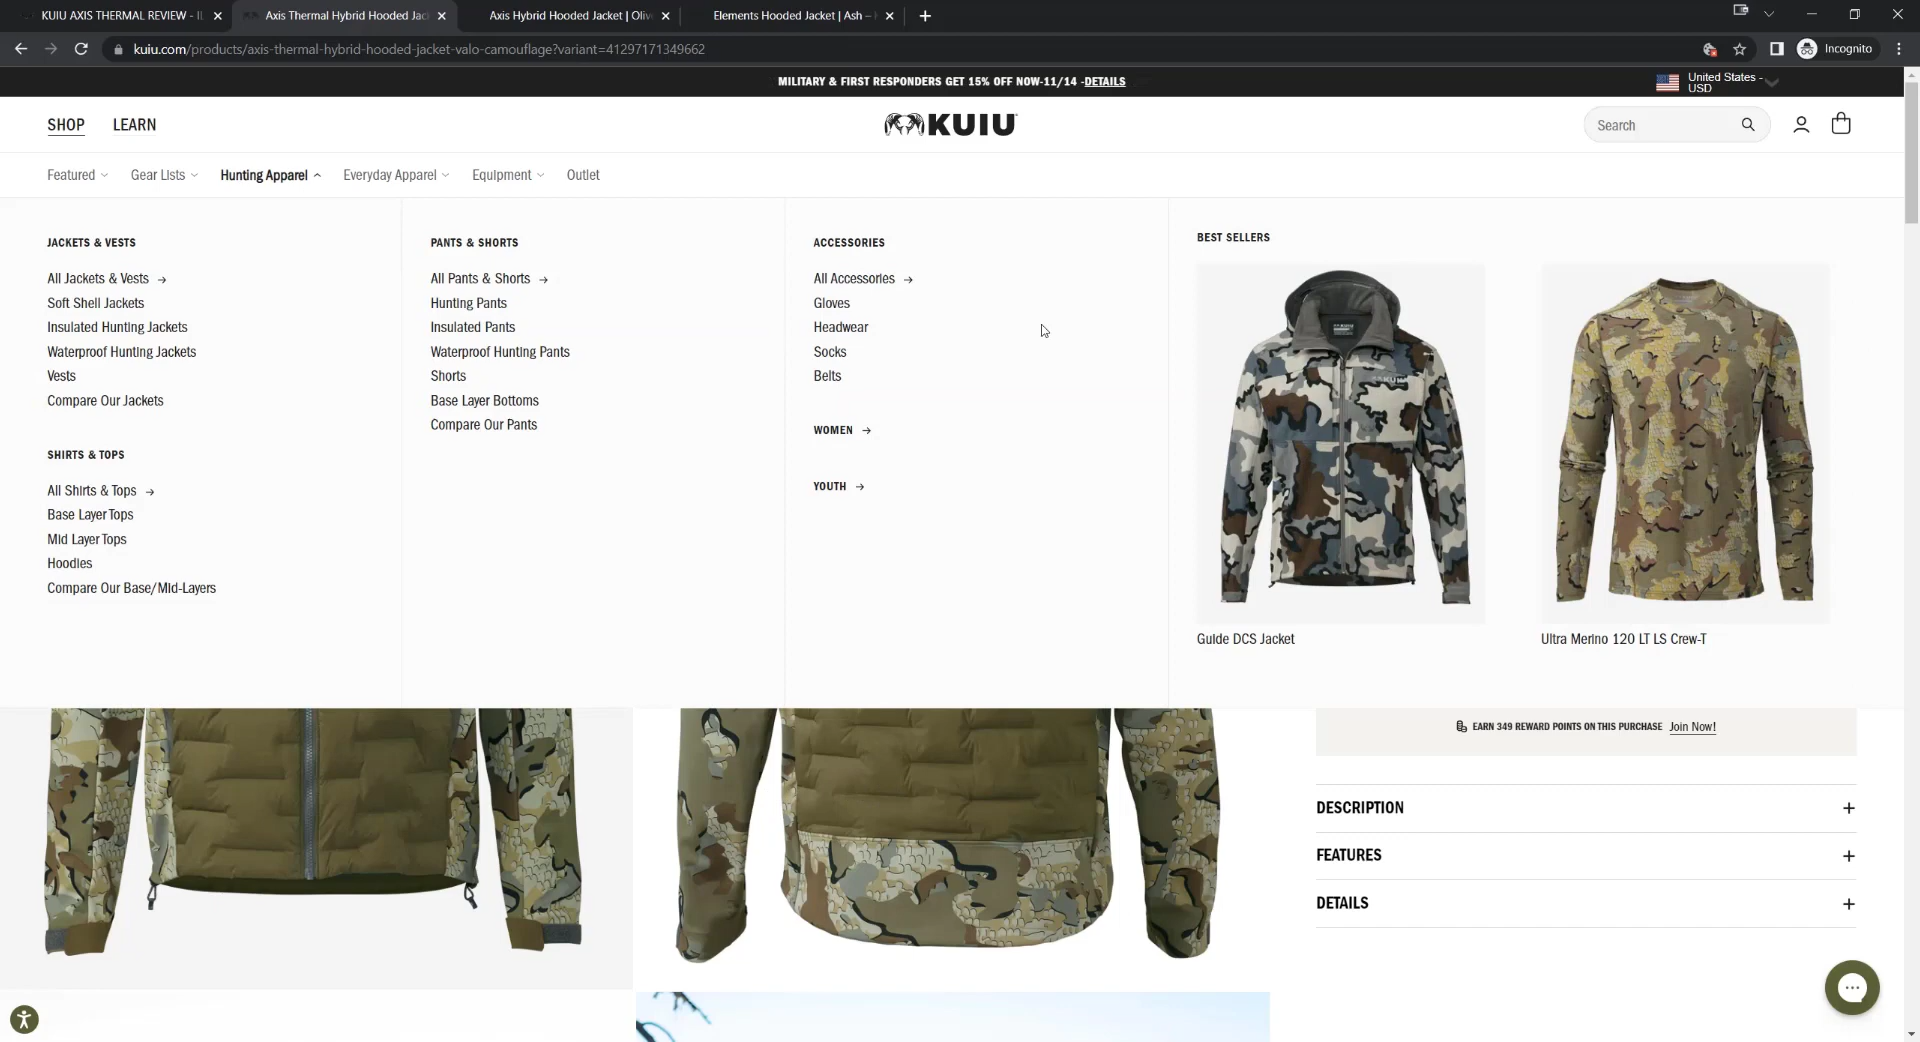 KUIU AXIS THERMAL REVIEW - IL
Axis Thermal Hybrid Hooded Jac
Axis Hybrid Hooded Jacket | Oliv
Elements Hooded Jacket | Ash –
kuiu.com/products/axis-thermal-hybrid-hooded-jacket-valo-camouflage?variant=41297171349662
Incognito
MILITARY & FIRST RESPONDERS GET 15% OFF NOW-11/14 -DETAILS
United States -
USD
SHOP
LEARN
KUIU
Search
Featured
Gear Lists
Hunting Apparel
Everyday Apparel
Equipment
Outlet
JACKETS & VESTS
All Jackets & Vests →
Soft Shell Jackets
Insulated Hunting Jackets
Waterproof Hunting Jackets
Vests
Compare Our Jackets
SHIRTS & TOPS
All Shirts & Tops →
Base Layer Tops
Mid Layer Tops
Hoodies
Compare Our Base/Mid-Layers
PANTS & SHORTS
All Pants & Shorts →
Hunting Pants
Insulated Pants
Waterproof Hunting Pants
Shorts
Base Layer Bottoms
Compare Our Pants
ACCESSORIES
All Accessories →
Gloves
Headwear
Socks
Belts
WOMEN →
YOUTH →
BEST SELLERS
Guide DCS Jacket
Ultra Merino 120 LT LS Crew-T
EARN 349 REWARD POINTS ON THIS PURCHASE Join Now!
DESCRIPTION +
FEATURES +
DETAILS +